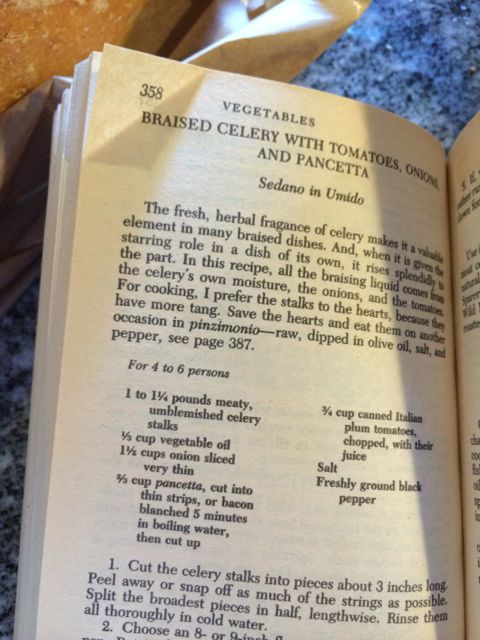 358
VEGETABLES
BRAISED CELERY WITH TOMATOES, ONIONS,
AND PANCETTA
Sedano in Umido
The fresh, herbal fragance of celery makes it a valuable
element in many braised dishes. And, when it is given the
starring role in a dish of its own, it rises splendidly to
the part. In this recipe, all the braising liquid comes from
the celery's own moisture, the onions, and the tomatoes.
For cooking, I prefer the stalks to the hearts, because they
have more tang. Save the hearts and eat them on another
occasion in pinzimonio—raw, dipped in olive oil, salt, and
pepper, see page 387.
For 4 to 6 persons
1 to 1¼ pounds meaty,
unblemished celery
stalks
⅓ cup vegetable oil
1½ cups onion sliced
very thin
⅔ cup pancetta, cut into
thin strips, or bacon
blanched 5 minutes
in boiling water,
then cut up
¾ cup canned Italian
plum tomatoes,
chopped, with their
juice
Salt
Freshly ground black
pepper
1. Cut the celery stalks into pieces about 3 inches long.
Peel away or snap off as much of the strings as possible.
Split the broadest pieces in half, lengthwise. Rinse them
all thoroughly in cold water.
2. Choose an 8- or 9-inch